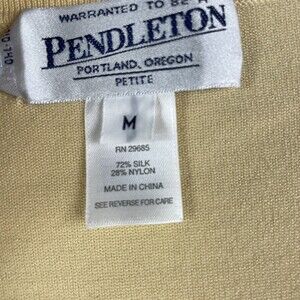 WARRANTED TO BE A
PENDLETON
PORTLAND, OREGON
PETITE
M
RN 29685
72% SILK
28% NYLON
MADE IN CHINA
SEE REVERSE FOR CARE